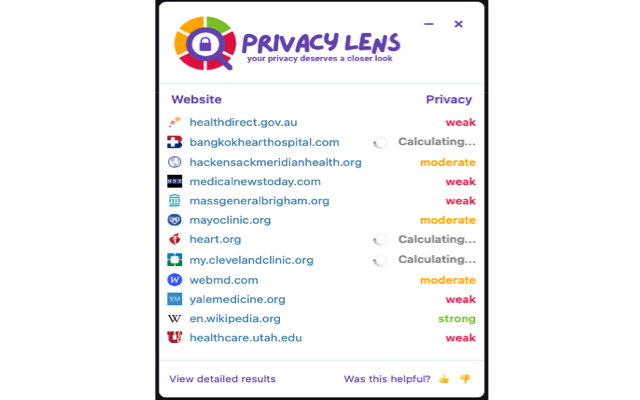 PRIVACY LENS
your privacy deserves a closer look
Website Privacy
healthdirect.gov.au weak
bangkokhearthospital.com Calculating...
hackensackmeridianhealth.org moderate
medicalnewstoday.com weak
massgeneralbrigham.org weak
mayoclinic.org moderate
heart.org Calculating...
my.clevelandclinic.org Calculating...
webmd.com moderate
yalemedicine.org weak
en.wikipedia.org strong
healthcare.utah.edu weak
View detailed results Was this helpful?